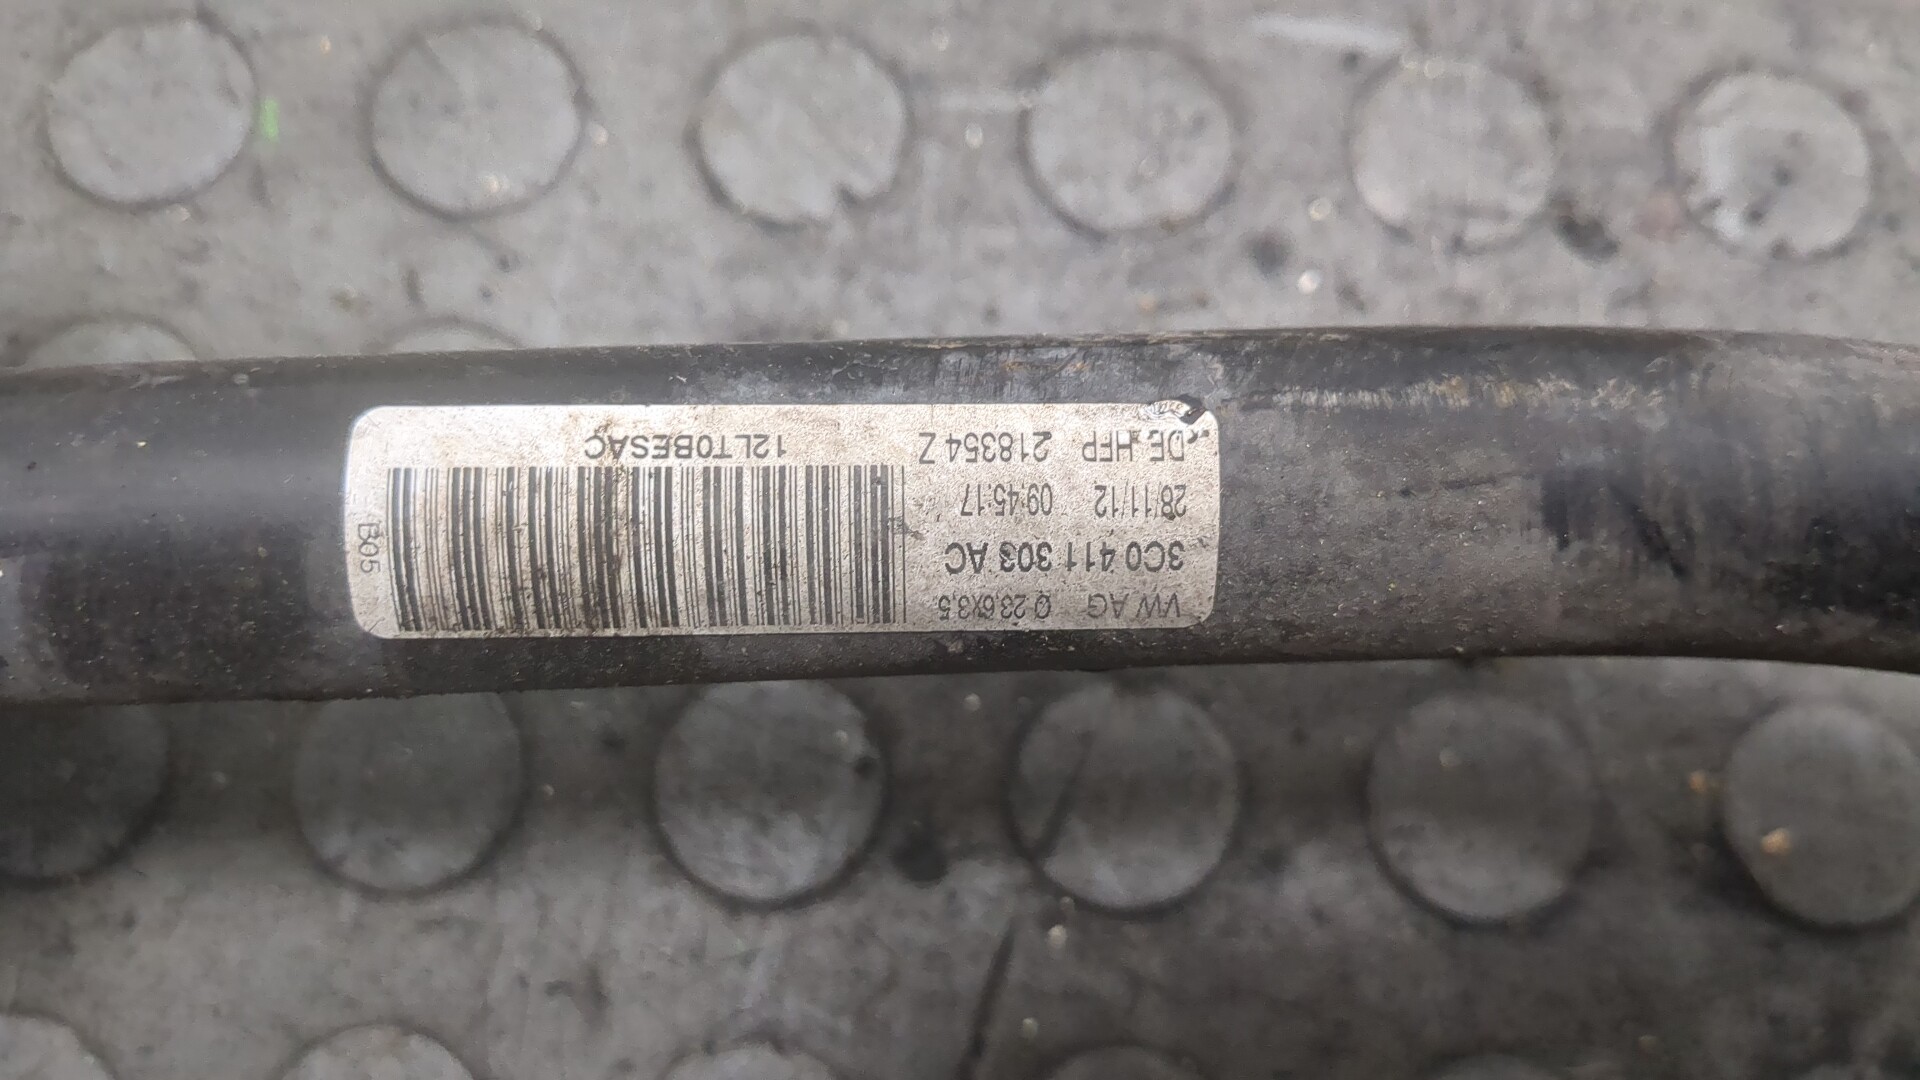 VW AG Ø 23,6X3,5
3C0 411 303 AC
28/11/12 09:45:17
DE HFP 218354 Z
12LT0BESAC
B05